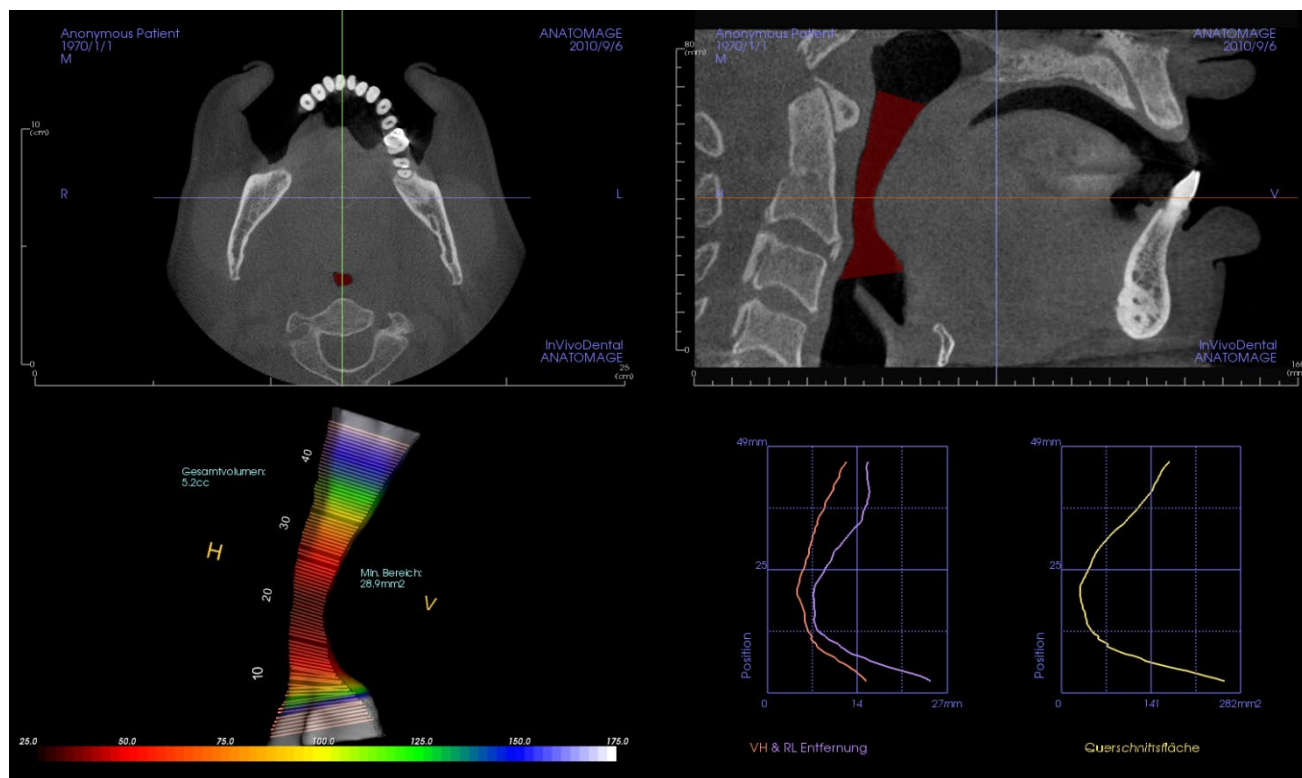 Anonymous Patient
1970/1/1
M
ANATOMAGE
2010/9/6
10
(cm)
R
L
0
InVivoDental
ANATOMAGE
0
25
(cm)
80
(mm)
Anonymous Patient
1970/1/1
M
ANATOMAGE
2010/9/6
H
V
0
InVivoDental
ANATOMAGE
0
160
(mm)
Gesamtvolumen:
5.2cc
40
30
H
Min. Bereich:
28.9mm2
20
V
10
25.0 50.0 75.0 100.0 125.0 150.0 175.0
49mm
25
Position
0 14 27mm
VH & RL Entfernung
49mm
25
Position
0 141 282mm2
Querschnittsfläche